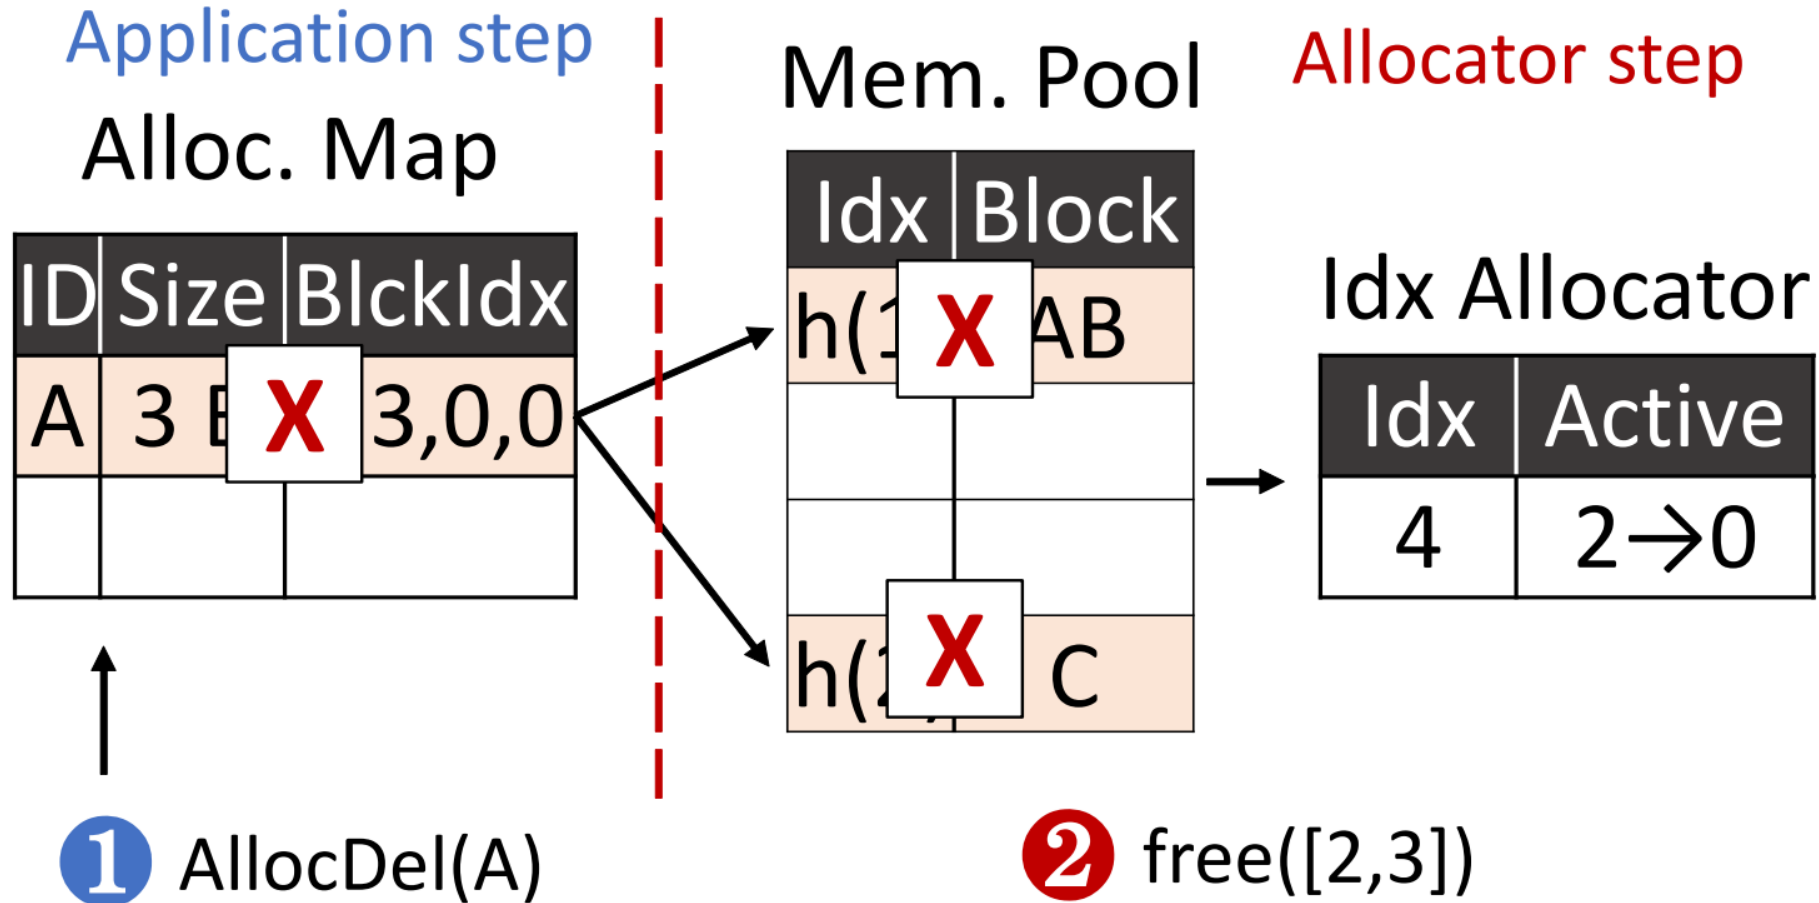 Application step
Alloc. Map
ID Size BlckIdx
A 3 X 3,0,0
1 AllocDel(A)
Mem. Pool
Idx Block
X AB
X C
Allocator step
Idx Allocator
Idx Active
4 2→0
2 free([2,3])